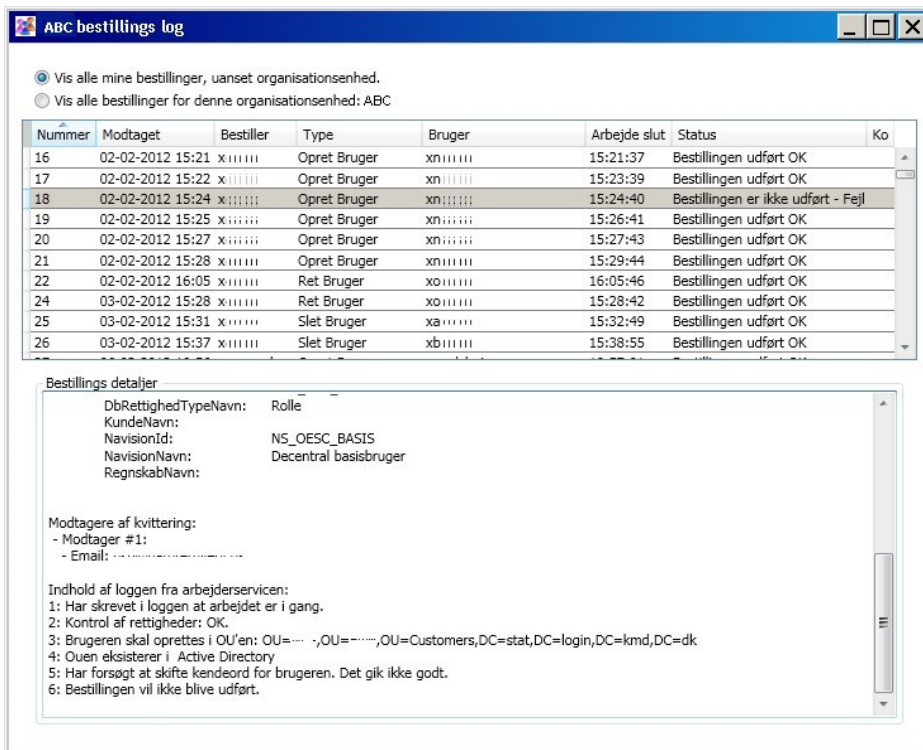 ABC bestillings log
Vis alle mine bestillinger, uanset organisationsenhed.
Vis alle bestillinger for denne organisationsenhed: ABC
Nummer Modtaget Bestiller Type Bruger Arbejde slut Status Ko
16 02-02-2012 15:21 Opret Bruger 15:21:37 Bestillingen udført OK
17 02-02-2012 15:22 Opret Bruger 15:23:39 Bestillingen udført OK
18 02-02-2012 15:24 Opret Bruger 15:24:40 Bestillingen er ikke udført - Fejl
19 02-02-2012 15:25 Opret Bruger 15:26:41 Bestillingen udført OK
20 02-02-2012 15:27 Opret Bruger 15:27:43 Bestillingen udført OK
21 02-02-2012 15:28 Opret Bruger 15:29:44 Bestillingen udført OK
22 02-02-2012 16:05 Ret Bruger 16:05:46 Bestillingen udført OK
24 03-02-2012 15:28 Ret Bruger 15:28:42 Bestillingen udført OK
25 03-02-2012 15:31 Slet Bruger 15:32:49 Bestillingen udført OK
26 03-02-2012 15:37 Slet Bruger 15:38:55 Bestillingen udført OK
Bestillings detaljer
DbRettighedTypeNavn: Rolle
KundeNavn:
NavisionId: NS_OESC_BASIS
NavisionNavn: Decentral basisbruger
RegnskabNavn:
Modtagere af kvittering:
- Modtager #1:
- Email:
Indhold af loggen fra arbejderservicen:
1: Har skrevet i loggen at arbejdet er i gang.
2: Kontrol af rettigheder: OK.
3: Brugeren skal oprettes i OU'en: OU= ,OU= ,OU=Customers,DC=stat,DC=login,DC=kmd,DC=dk
4: Ouen eksisterer i Active Directory
5: Har forsøgt at skifte kendeord for brugeren. Det gik ikke godt.
6: Bestillingen vil ikke blive udført.